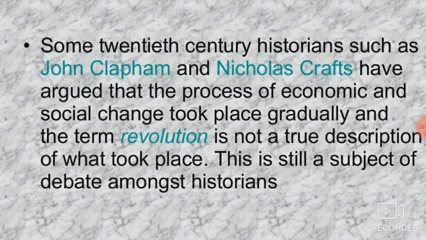 • Some twentieth century historians such as
John Clapham and Nicholas Crafts have
argued that the process of economic and
social change took place gradually and
the term revolution is not a true description
of what took place. This is still a subject of
debate amongst historians
RECORDER